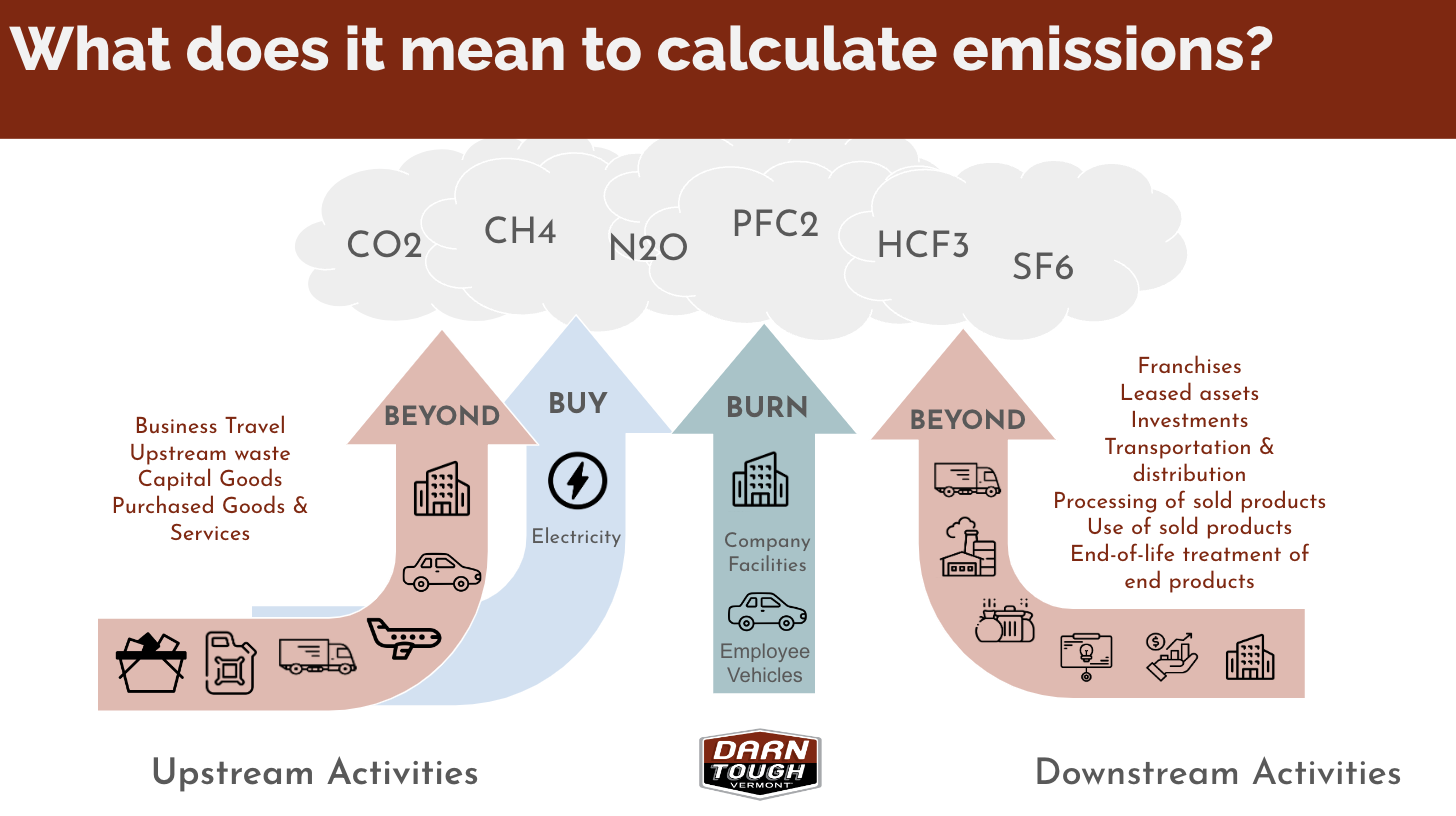 What does it mean to calculate emissions?
CO2
CH4
N2O
PFC2
HCF3
SF6
BEYOND
BUY
BURN
BEYOND
Business Travel
Upstream waste
Capital Goods
Purchased Goods &
Services
Electricity
Company
Facilities
Employee
Vehicles
Franchises
Leased assets
Investments
Transportation &
distribution
Processing of sold products
Use of sold products
End-of-life treatment of
end products
Upstream Activities
DARN
TOUGH
VERMONT
Downstream Activities